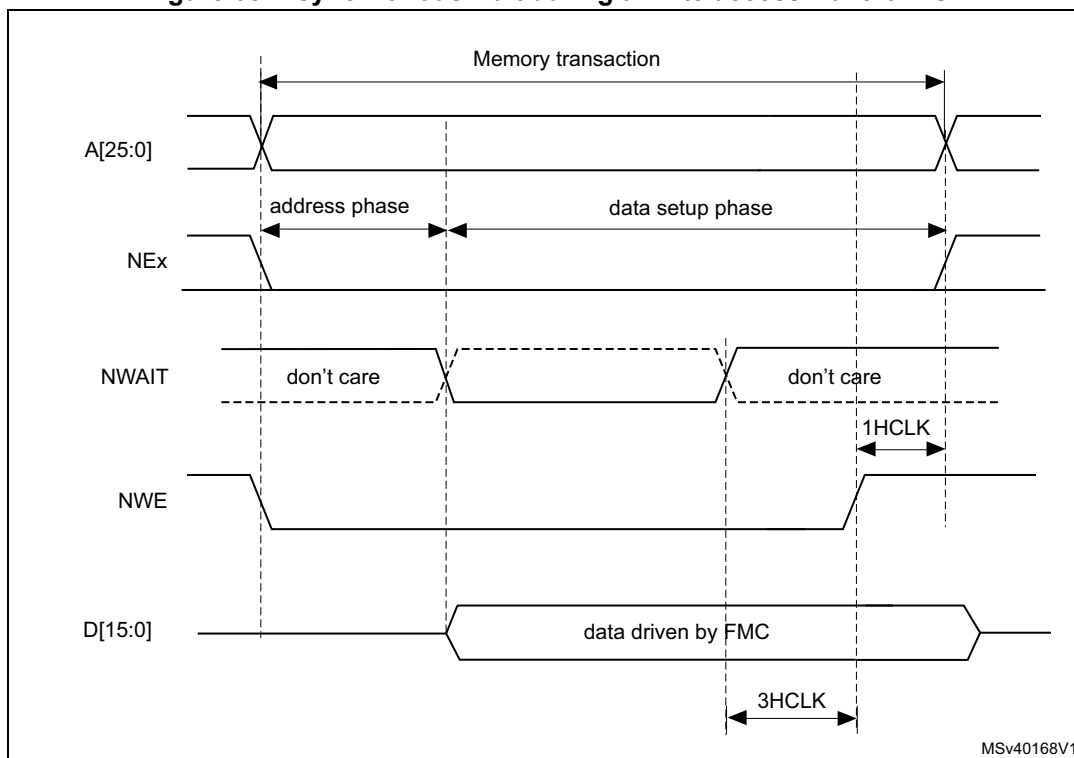 Memory transaction
A[25:0]
address phase
data setup phase
NEx
NWAIT
don't care
don't care
1HCLK
NWE
D[15:0]
data driven by FMC
3HCLK
MSv40168V1